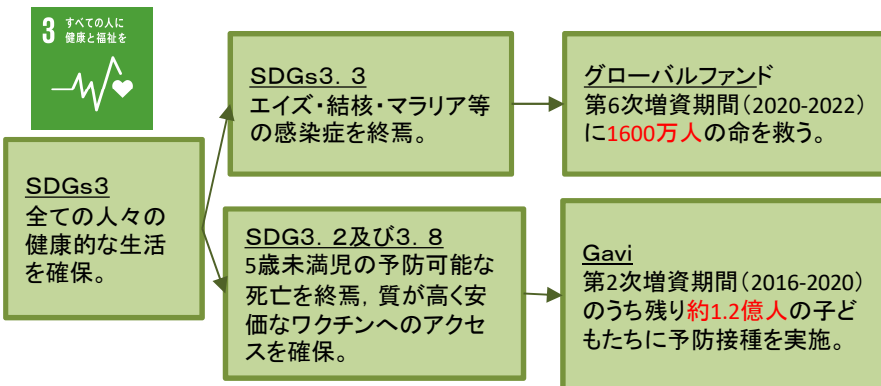 3 すべての人に
健康と福祉を
SDGs3
全ての人々の
健康的な生活
を確保。
SDGs3．3
エイズ・結核・マラリア等
の感染症を終焉。
グローバルファンド
第6次増資期間（2020-2022）
に1600万人の命を救う。
SDG3．2及び3．8
5歳未満児の予防可能な
死亡を終焉，質が高く安
価なワクチンへのアクセ
スを確保。
Gavi
第2次増資期間（2016-2020）
のうち残り約1.2億人の子ど
もたちに予防接種を実施。